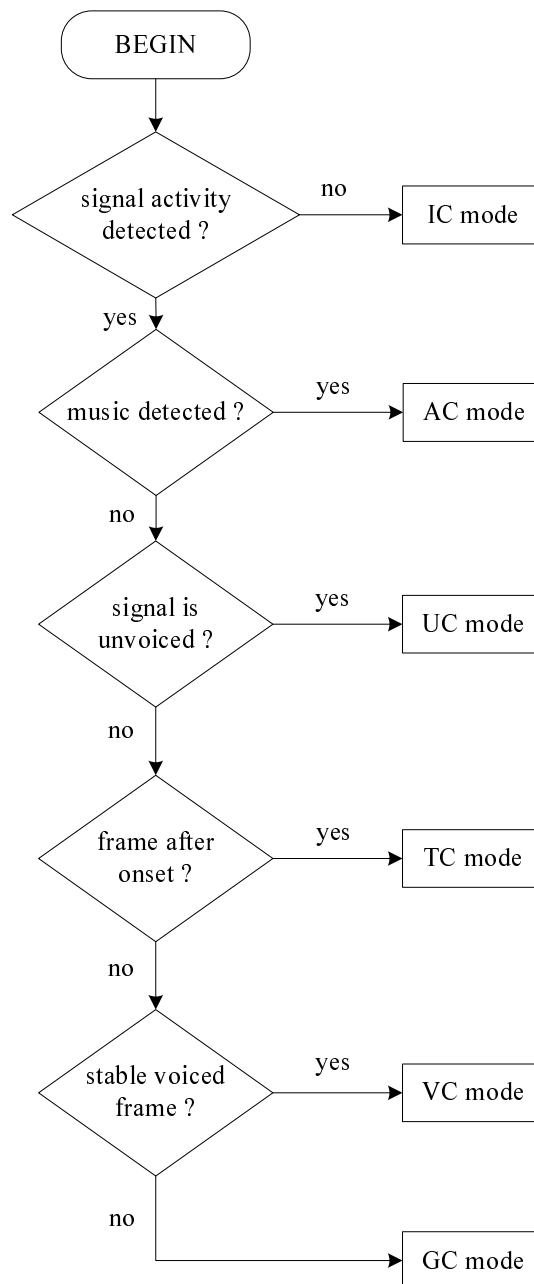 BEGIN
signal activity
detected ?
no
IC mode
yes
music detected ?
yes
AC mode
no
signal is
unvoiced ?
yes
UC mode
no
frame after
onset ?
yes
TC mode
no
stable voiced
frame ?
yes
VC mode
no
GC mode